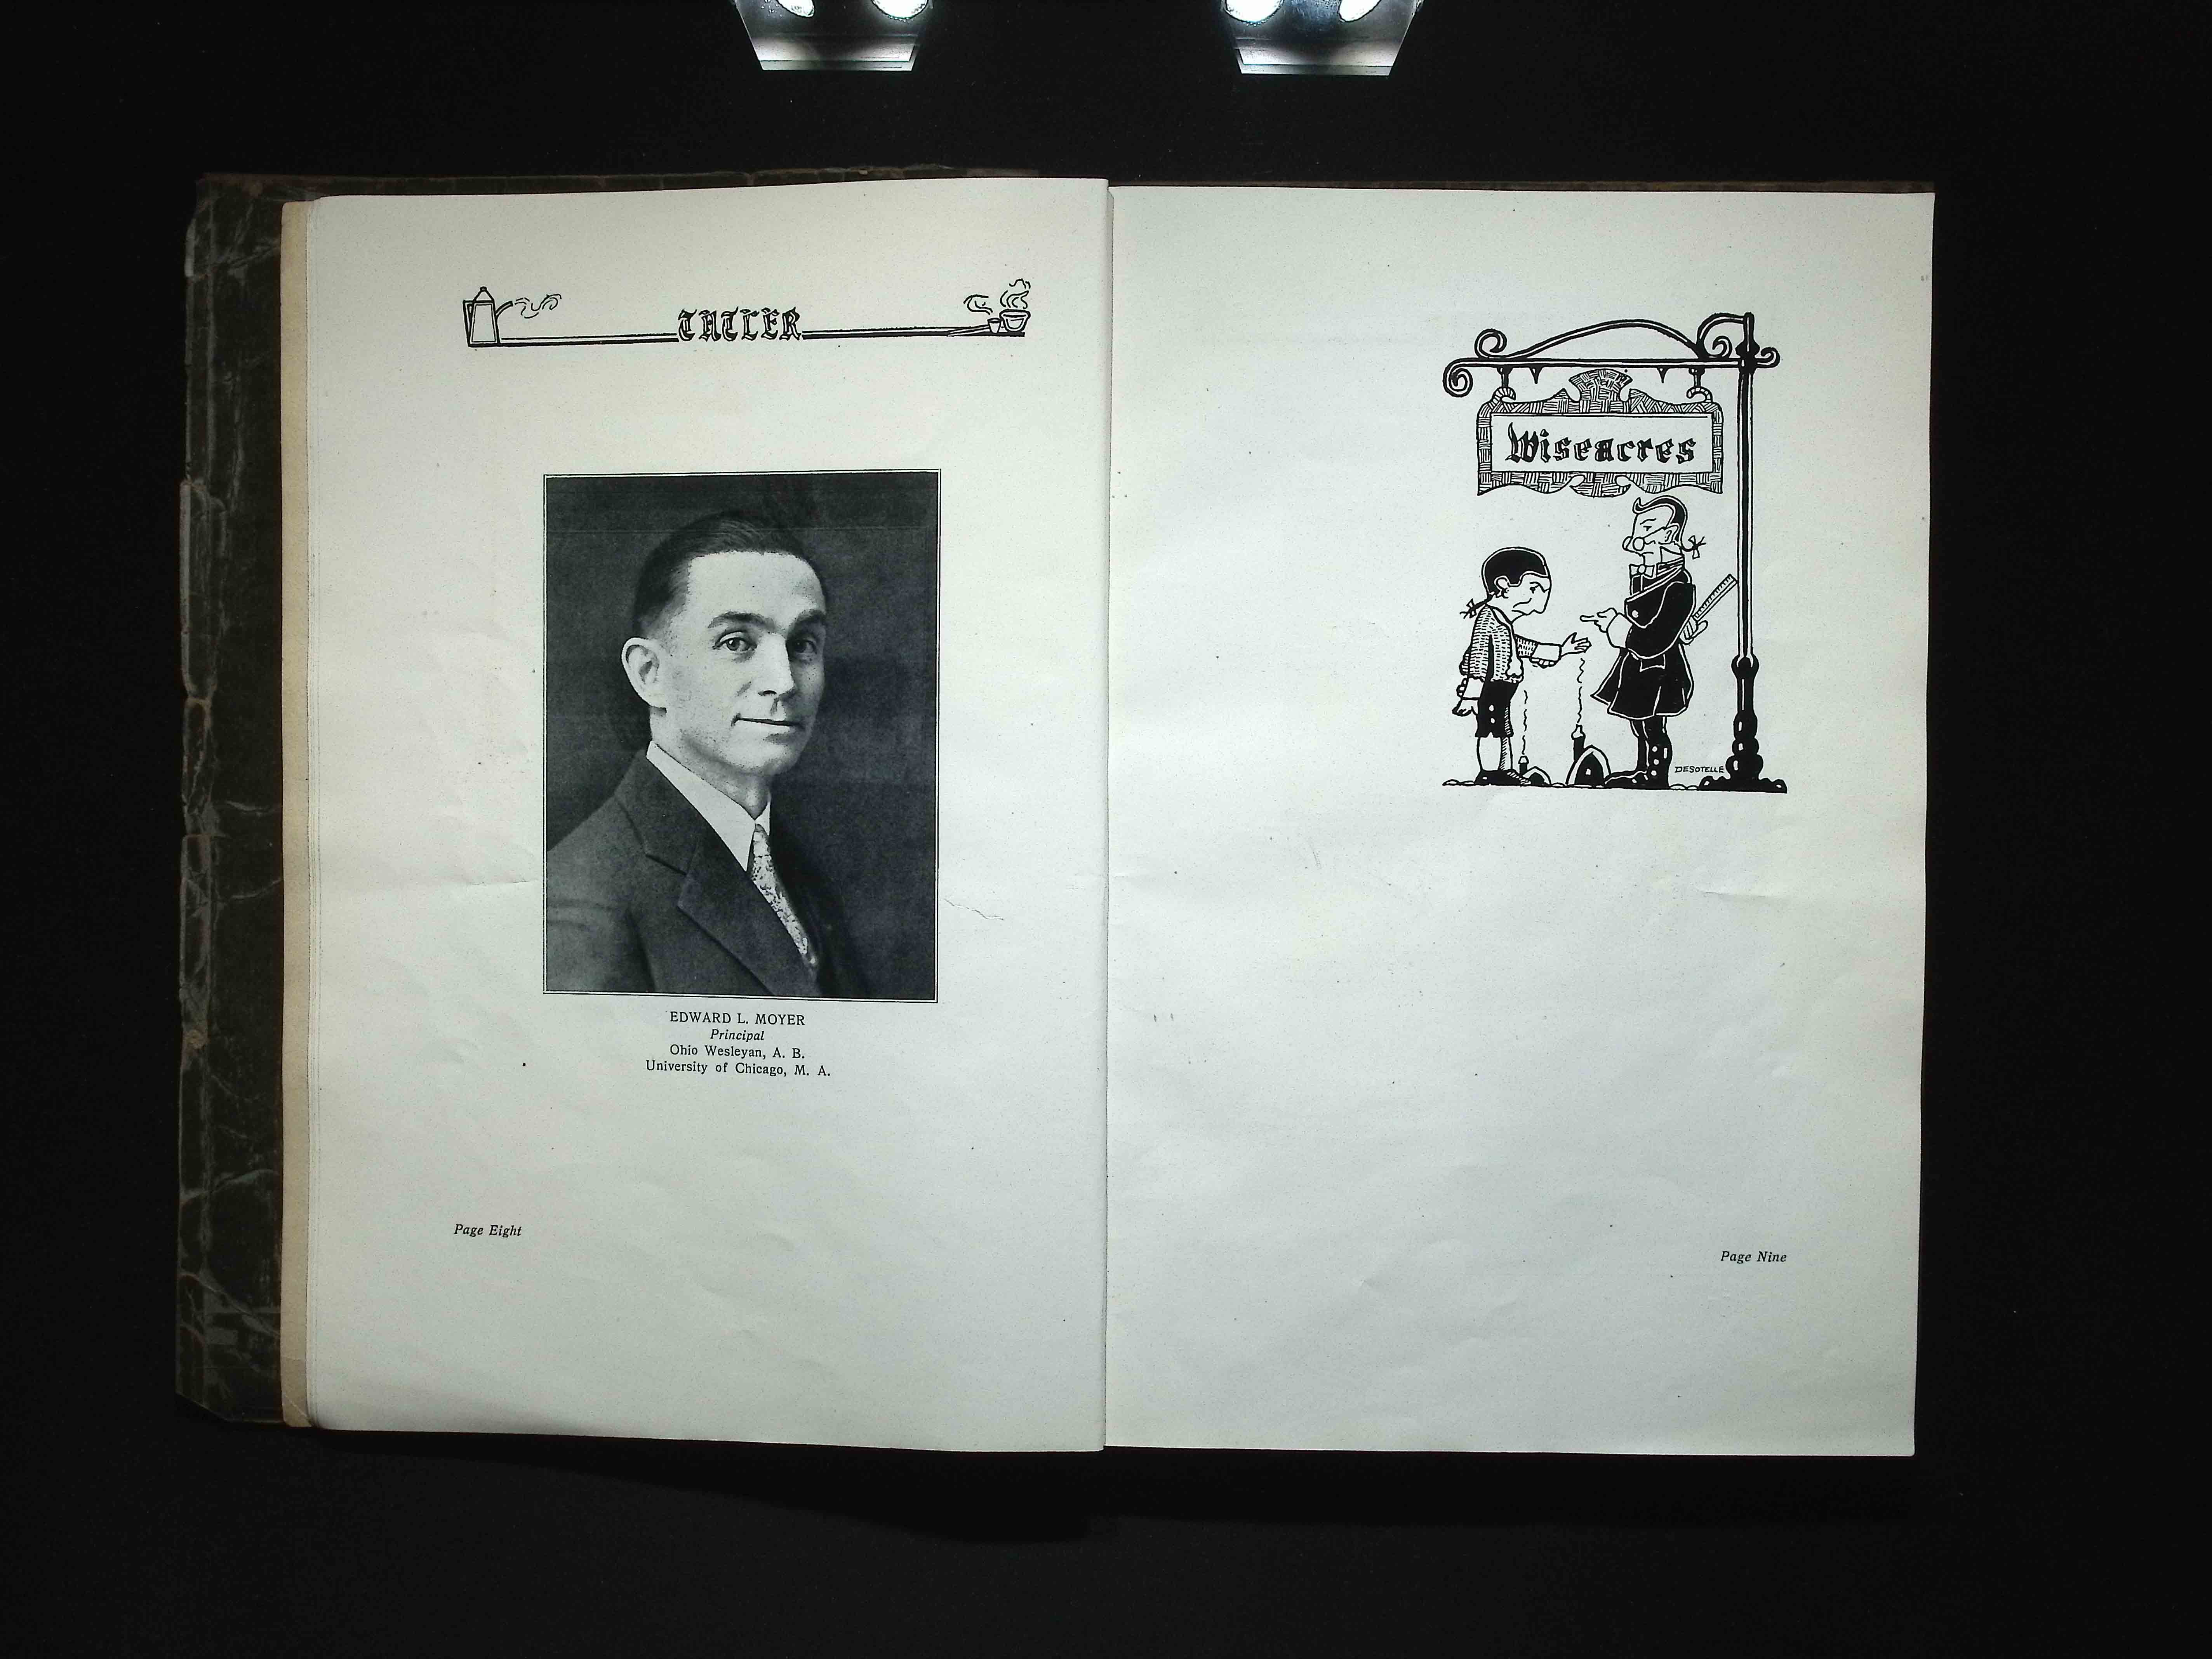 TATLER
EDWARD L. MOYER
Principal
Ohio Wesleyan, A. B.
University of Chicago, M. A.
Page Eight
Wiseacres
DESOTELLE
Page Nine